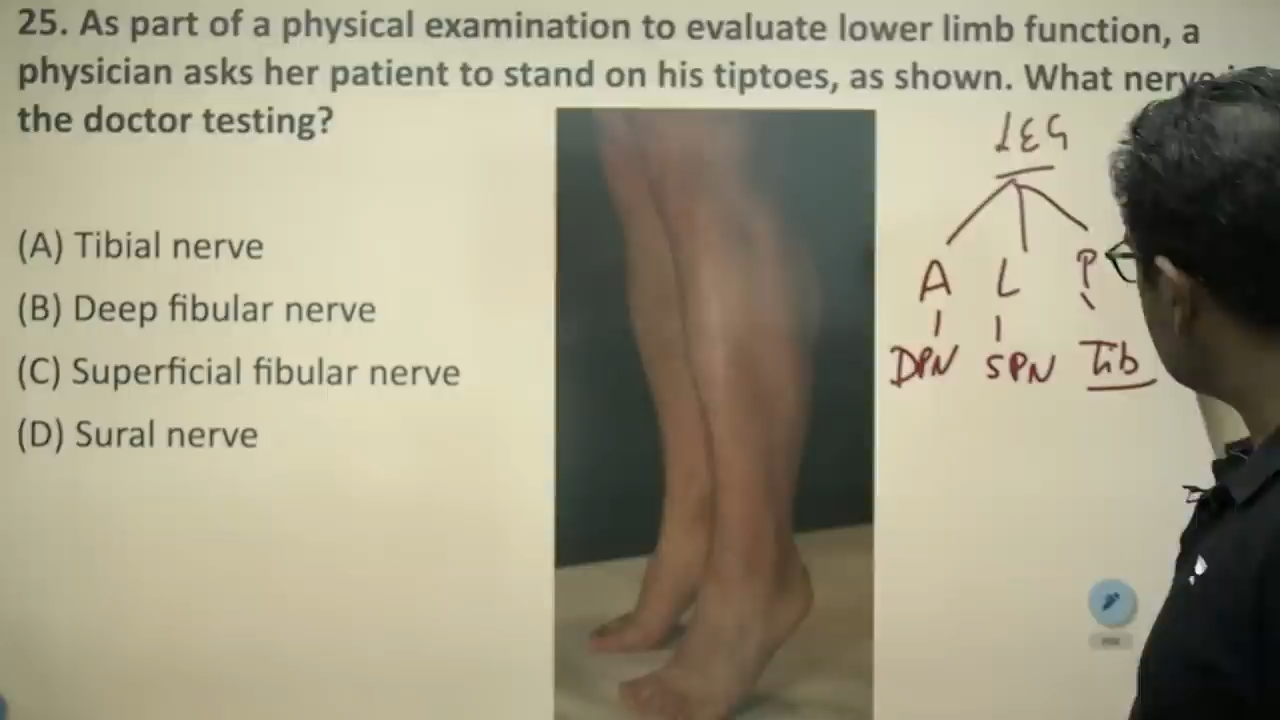 25. As part of a physical examination to evaluate lower limb function, a
physician asks her patient to stand on his tiptoes, as shown. What nerve
the doctor testing?
(A) Tibial nerve
(B) Deep fibular nerve
(C) Superficial fibular nerve
(D) Sural nerve
LEG
A L P
DPN SPN Tib